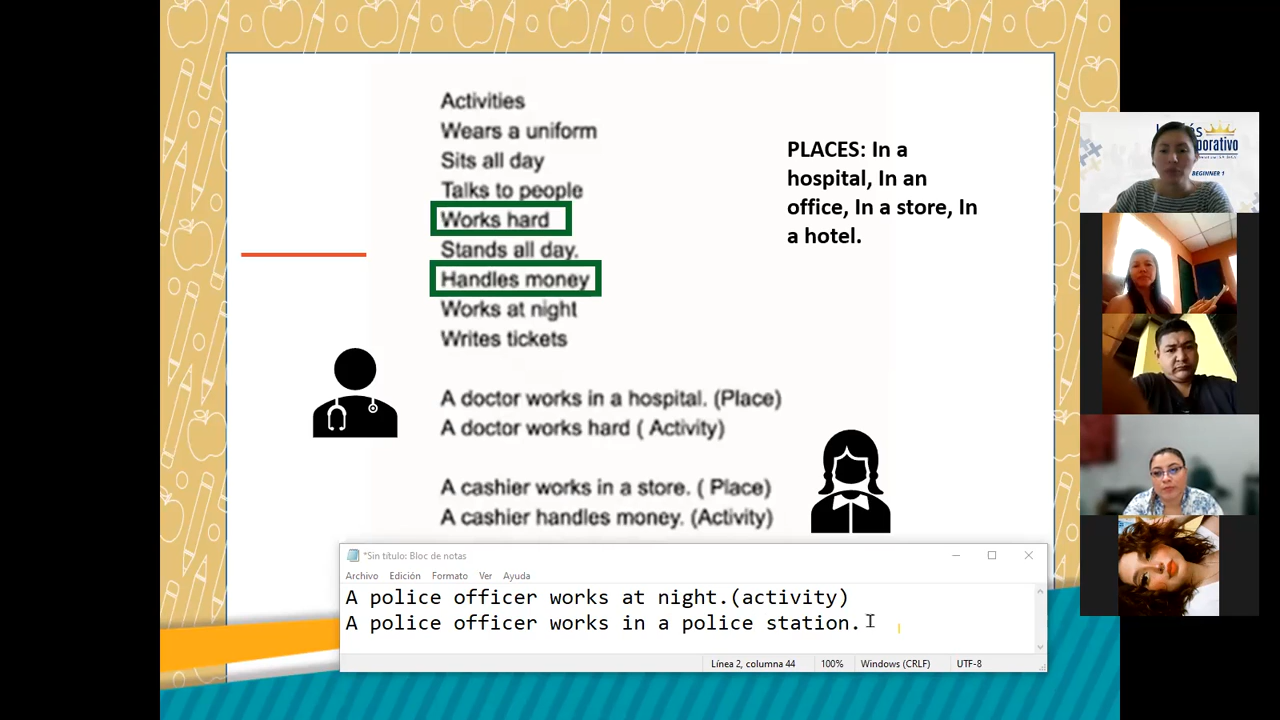 Activities
Wears a uniform
Sits all day
Talks to people
Works hard
Stands all day.
Handles money
Works at night
Writes tickets
PLACES: In a
hospital, In an
office, In a store, In
a hotel.
A doctor works in a hospital. (Place)
A doctor works hard ( Activity)
A cashier works in a store. ( Place)
A cashier handles money. (Activity)
*Sin título: Bloc de notas
Archivo Edición Formato Ver Ayuda
A police officer works at night.(activity)
A police officer works in a police station.
Línea 2, columna 44 100% Windows (CRLF) UTF-8
BEGINNER 1